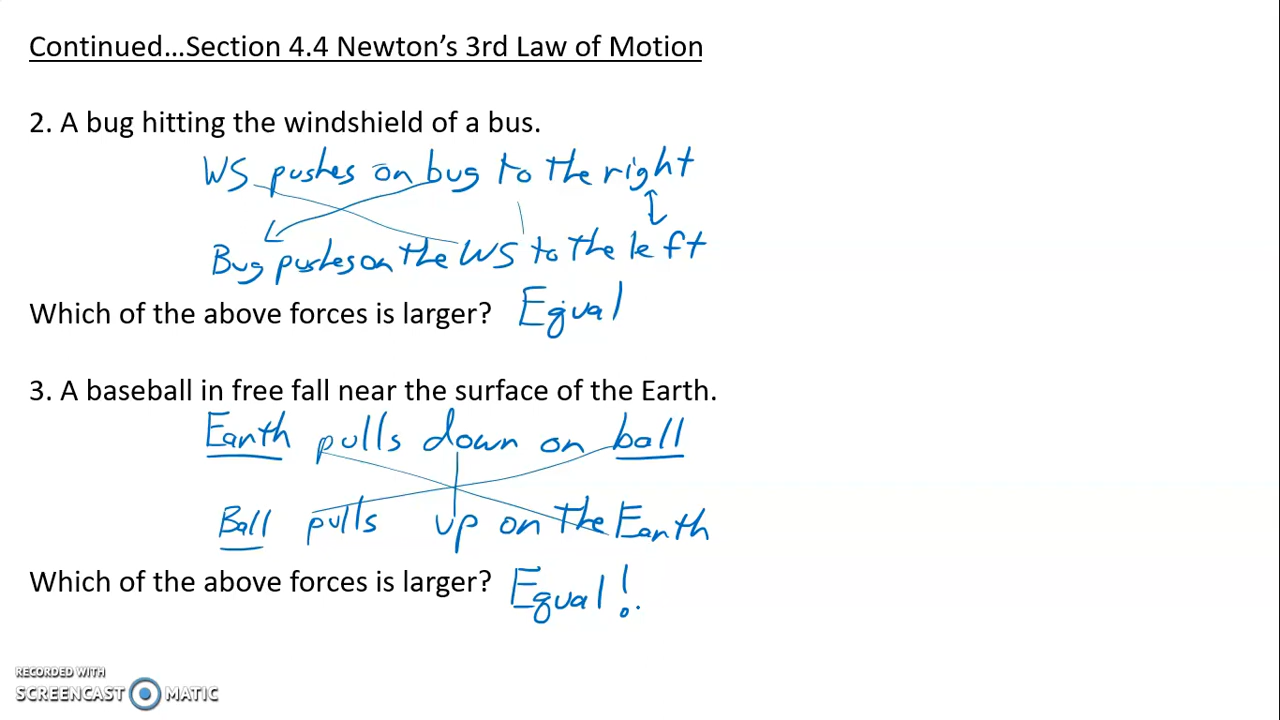 Continued...Section 4.4 Newton’s 3rd Law of Motion
2. A bug hitting the windshield of a bus.
WS pushes on bug to the right
Bug pushes on the WS to the left
Which of the above forces is larger? Equal
3. A baseball in free fall near the surface of the Earth.
Earth pulls down on ball
Ball pulls up on the Earth
Which of the above forces is larger? Equal!
RECORDED WITH
SCREENCAST MATIC